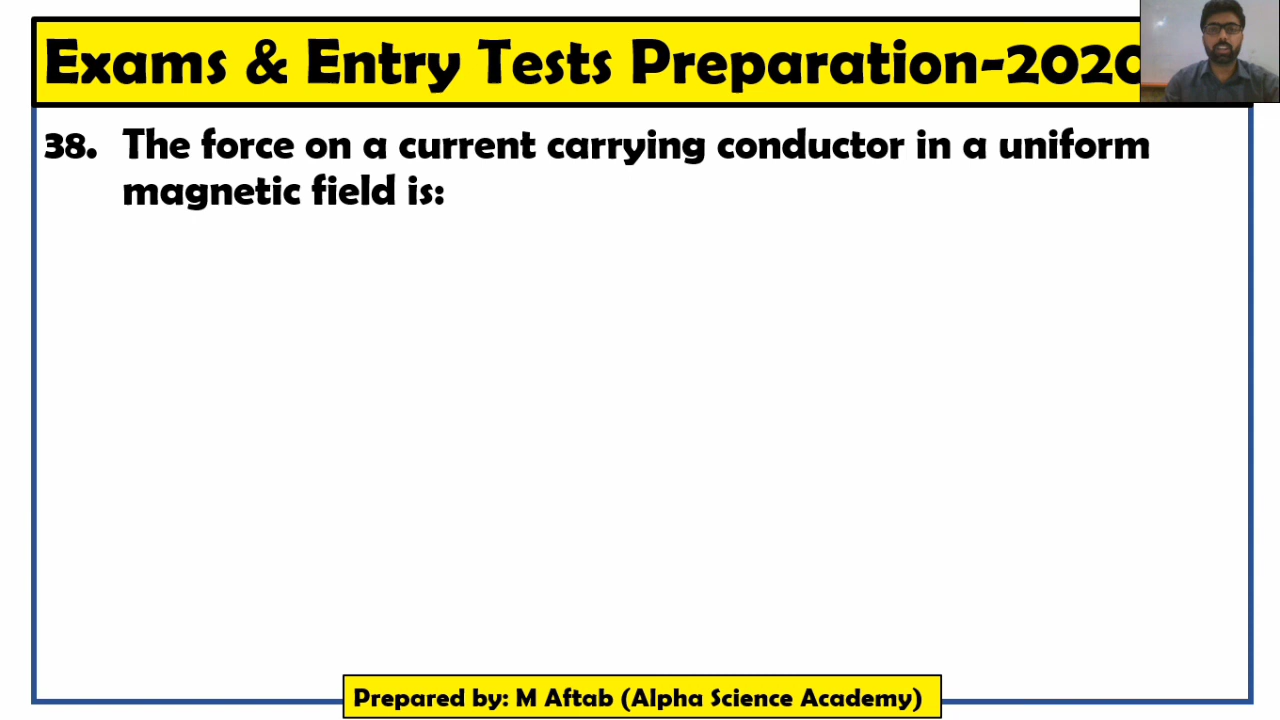 Exams & Entry Tests Preparation-2020
38. The force on a current carrying conductor in a uniform
magnetic field is:
Prepared by: M Aftab (Alpha Science Academy)